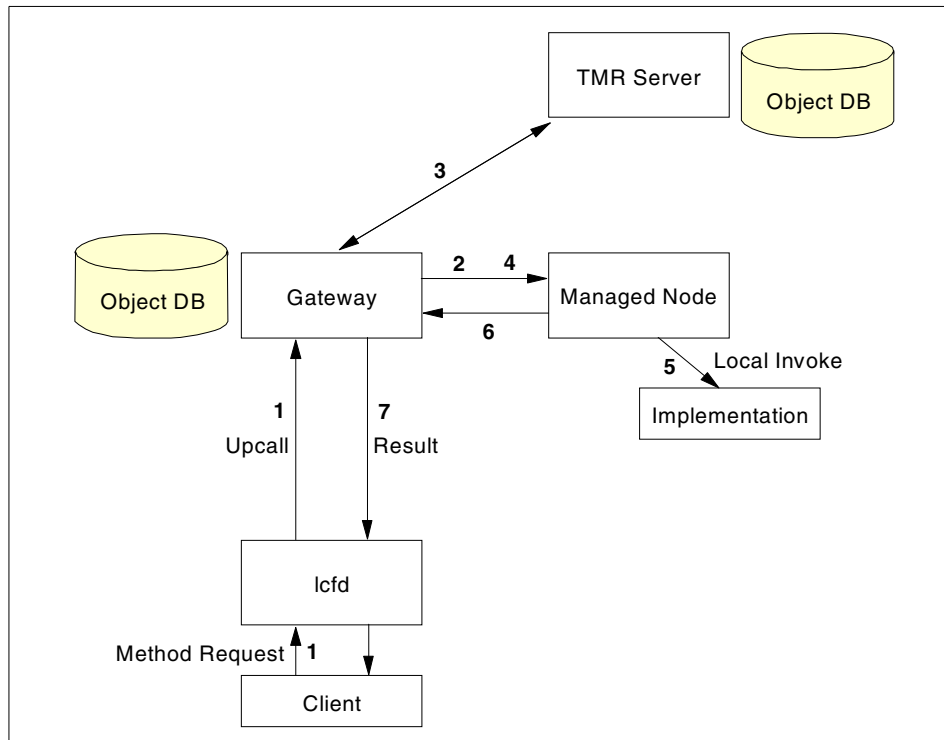 TMR Server
Object DB
3
Object DB
Gateway
2 4
Managed Node
6
5 Local Invoke
Implementation
1
Upcall
7
Result
lcfd
Method Request 1
Client